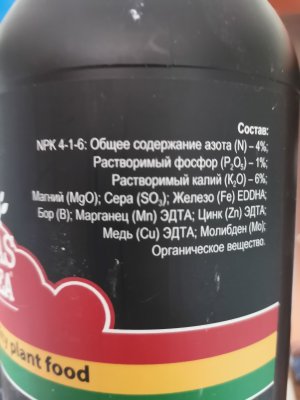 Состав:
NPK 4-1-6: Общее содержание азота (N) – 4%;
Растворимый фосфор (P₂O₅) – 1%;
Растворимый калий (K₂O) – 6%;
Магний (MgO); Сера (SO₃); Железо (Fe) EDDHA;
Бор (B); Марганец (Mn) ЭДТА; Цинк (Zn) ЭДТА;
Медь (Cu) ЭДТА; Молибден (Mo);
Органическое вещество.
plant food